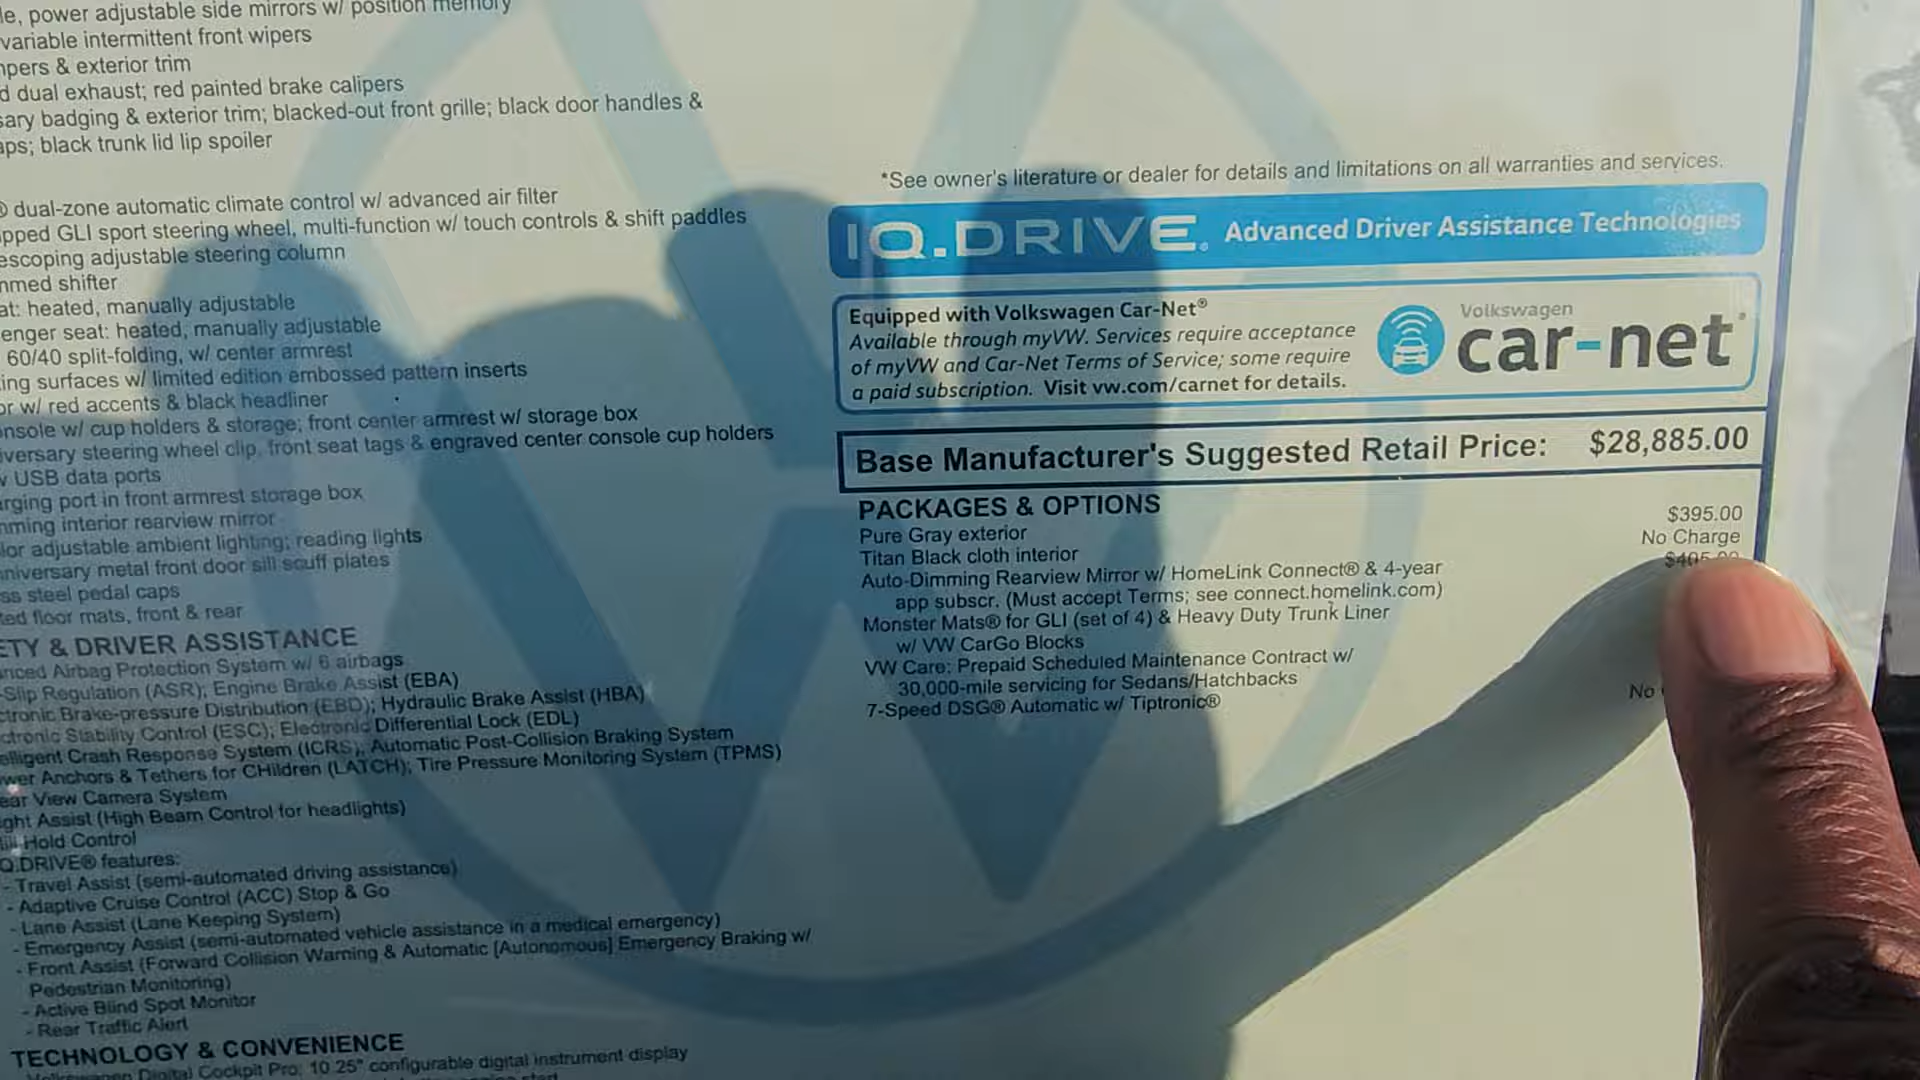 le, power adjustable side mirrors w/ position memory
variable intermittent front wipers
npers & exterior trim
d dual exhaust; red painted brake calipers
sary badging & exterior trim; blacked-out front grille; black door handles &
aps; black trunk lid lip spoiler
® dual-zone automatic climate control w/ advanced air filter
pped GLI sport steering wheel, multi-function w/ touch controls & shift paddles
escoping adjustable steering column
nmed shifter
at: heated, manually adjustable
enger seat: heated, manually adjustable
60/40 split-folding, w/ center armrest
ing surfaces w/ limited edition embossed pattern inserts
or w/ red accents & black headliner
onsole w/ cup holders & storage; front center armrest w/ storage box
iversary steering wheel clip, front seat tags & engraved center console cup holders
w USB data ports
arging port in front armrest storage box
nming interior rearview mirror
lor adjustable ambient lighting; reading lights
nniversary metal front door sill scuff plates
ss steel pedal caps
ted floor mats, front & rear
ETY & DRIVER ASSISTANCE
nced Airbag Protection System w/ 6 airbags
-Slip Regulation (ASR); Engine Brake Assist (EBA)
ctronic Brake-pressure Distribution (EBD); Hydraulic Brake Assist (HBA)
ctronic Stability Control (ESC); Electronic Differential Lock (EDL)
elligent Crash Response System (ICRS); Automatic Post-Collision Braking System
wer Anchors & Tethers for CHildren (LATCH); Tire Pressure Monitoring System (TPMS)
ear View Camera System
ght Assist (High Beam Control for headlights)
ill Hold Control
Q.DRIVE® features:
- Travel Assist (semi-automated driving assistance)
- Adaptive Cruise Control (ACC) Stop & Go
- Lane Assist (Lane Keeping System)
- Emergency Assist (semi-automated vehicle assistance in a medical emergency)
- Front Assist (Forward Collision Warning & Automatic [Autonomous] Emergency Braking w/
Pedestrian Monitoring)
- Active Blind Spot Monitor
- Rear Traffic Alert
TECHNOLOGY & CONVENIENCE
Volkswagen Digital Cockpit Pro: 10.25" configurable digital instrument display
start
*See owner's literature or dealer for details and limitations on all warranties and services.
IQ.DRIVE® Advanced Driver Assistance Technologies
Equipped with Volkswagen Car-Net®
Available through myVW. Services require acceptance
of myVW and Car-Net Terms of Service; some require
a paid subscription. Visit vw.com/carnet for details.
Volkswagen
car-net®
Base Manufacturer's Suggested Retail Price: $28,885.00
PACKAGES & OPTIONS
Pure Gray exterior $395.00
Titan Black cloth interior No Charge
Auto-Dimming Rearview Mirror w/ HomeLink Connect® & 4-year $405.00
app subscr. (Must accept Terms; see connect.homelink.com)
Monster Mats® for GLI (set of 4) & Heavy Duty Trunk Liner
w/ VW CarGo Blocks
VW Care: Prepaid Scheduled Maintenance Contract w/
30,000-mile servicing for Sedans/Hatchbacks
7-Speed DSG® Automatic w/ Tiptronic® No